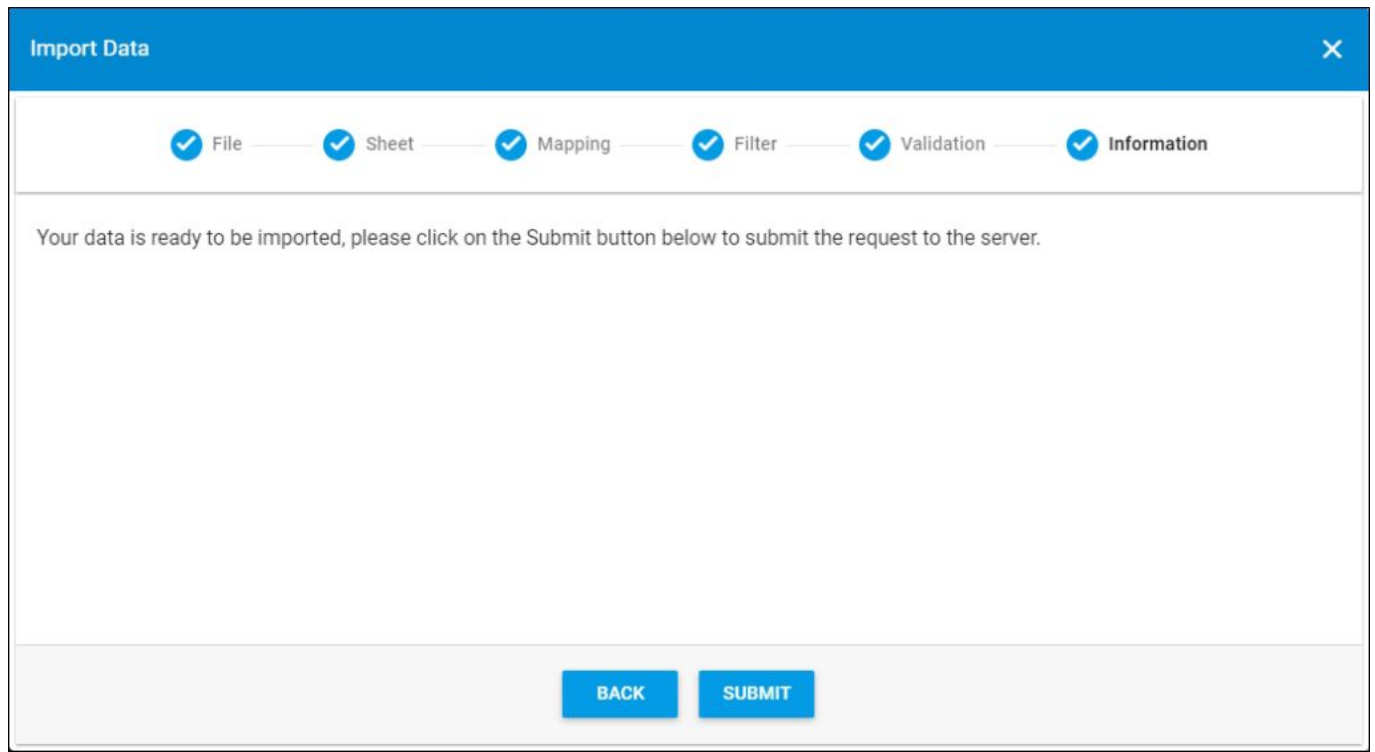 Import Data
File Sheet Mapping Filter Validation Information
Your data is ready to be imported, please click on the Submit button below to submit the request to the server.
BACK SUBMIT